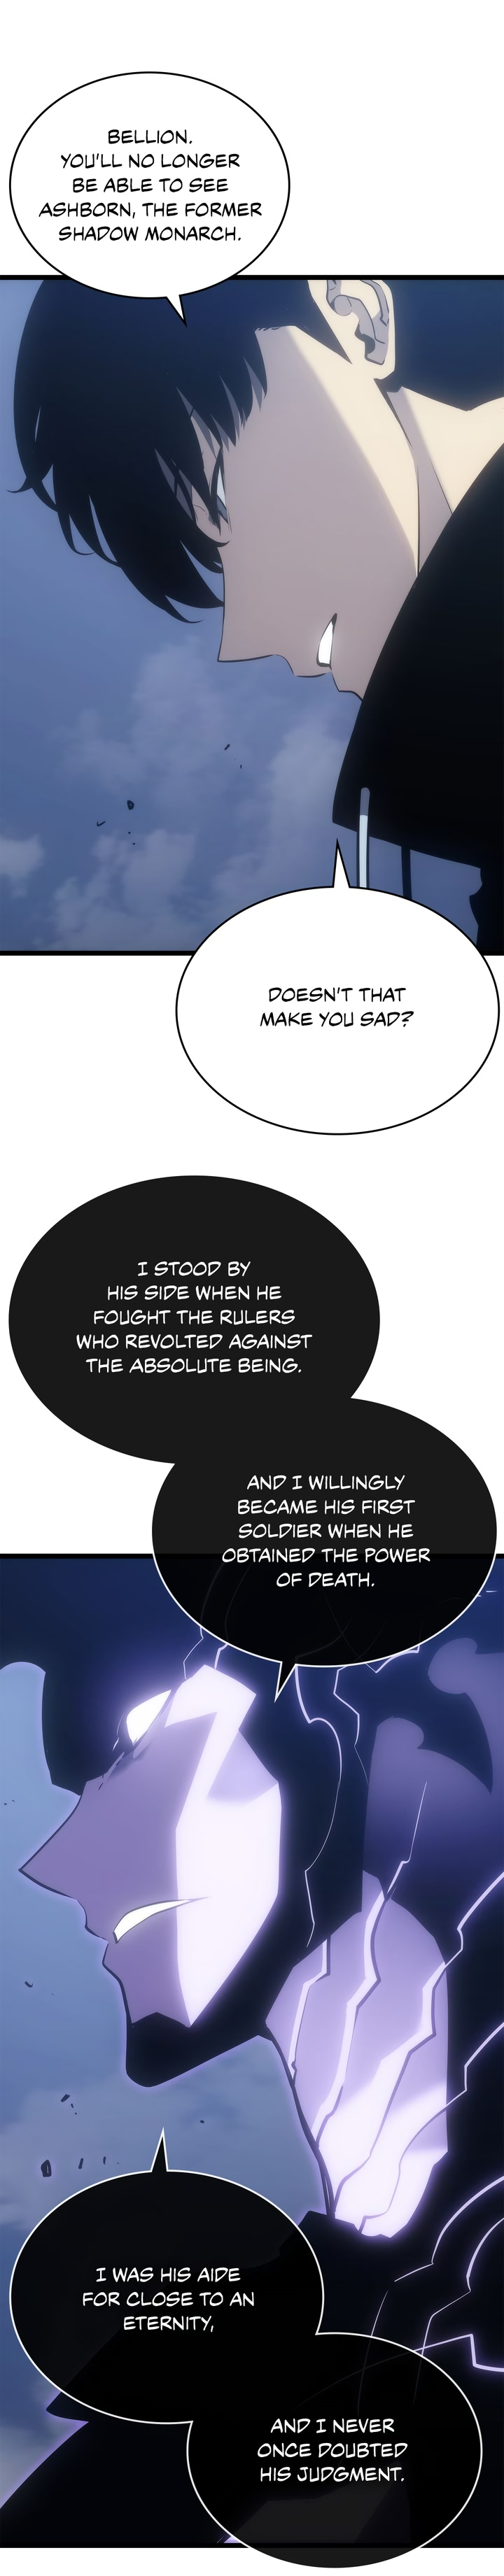 BELLION.
YOU'LL NO LONGER
BE ABLE TO SEE
ASHBORN, THE FORMER
SHADOW MONARCH.
DOESN'T THAT
MAKE YOU SAD?
I STOOD BY
HIS SIDE WHEN HE
FOUGHT THE RULERS
WHO REVOLTED AGAINST
THE ABSOLUTE BEING.
AND I WILLINGLY
BECAME HIS FIRST
SOLDIER WHEN HE
OBTAINED THE POWER
OF DEATH.
I WAS HIS AIDE
FOR CLOSE TO AN
ETERNITY,
AND I NEVER
ONCE DOUBTED
HIS JUDGMENT.